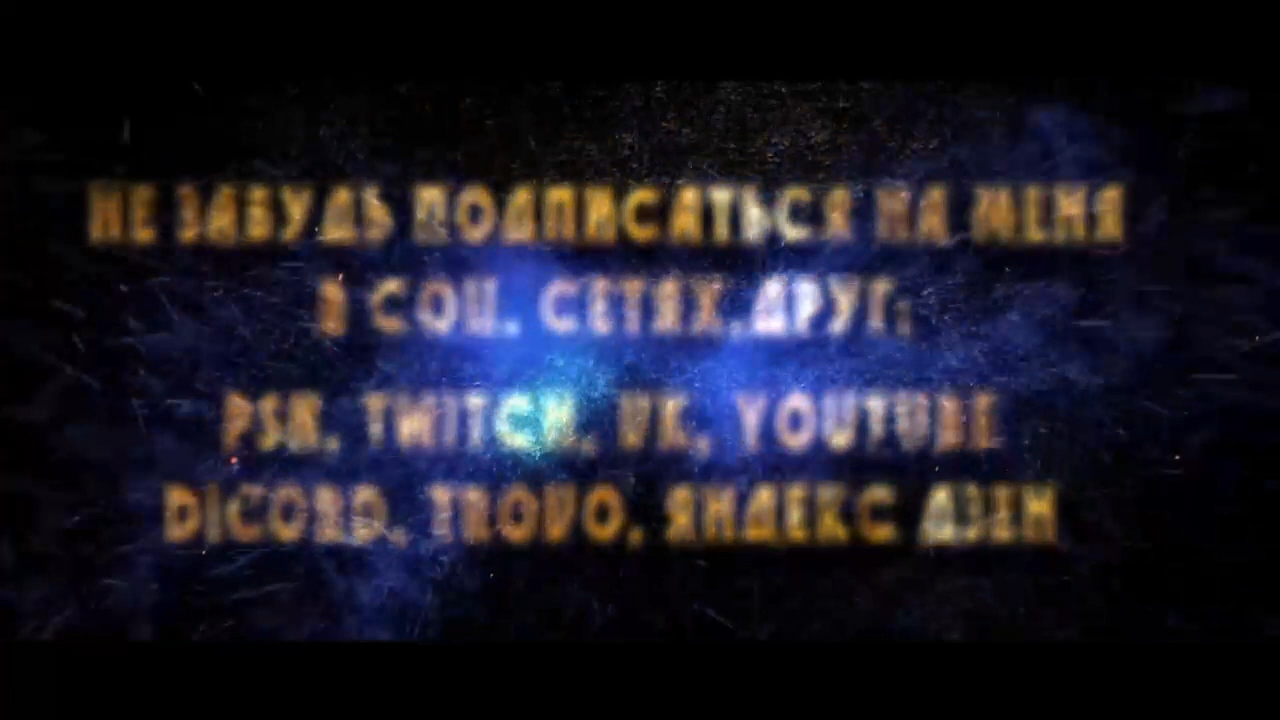 НЕ ЗАБУДЬ ПОДПИСАТЬСЯ НА МЕНЯ
В СОЦ. СЕТЯХ ДРУГ:
PSN, TWITCH, VK, YOUTUBE
DICORD, TROVO, ЯНДЕКС ДЗЕН